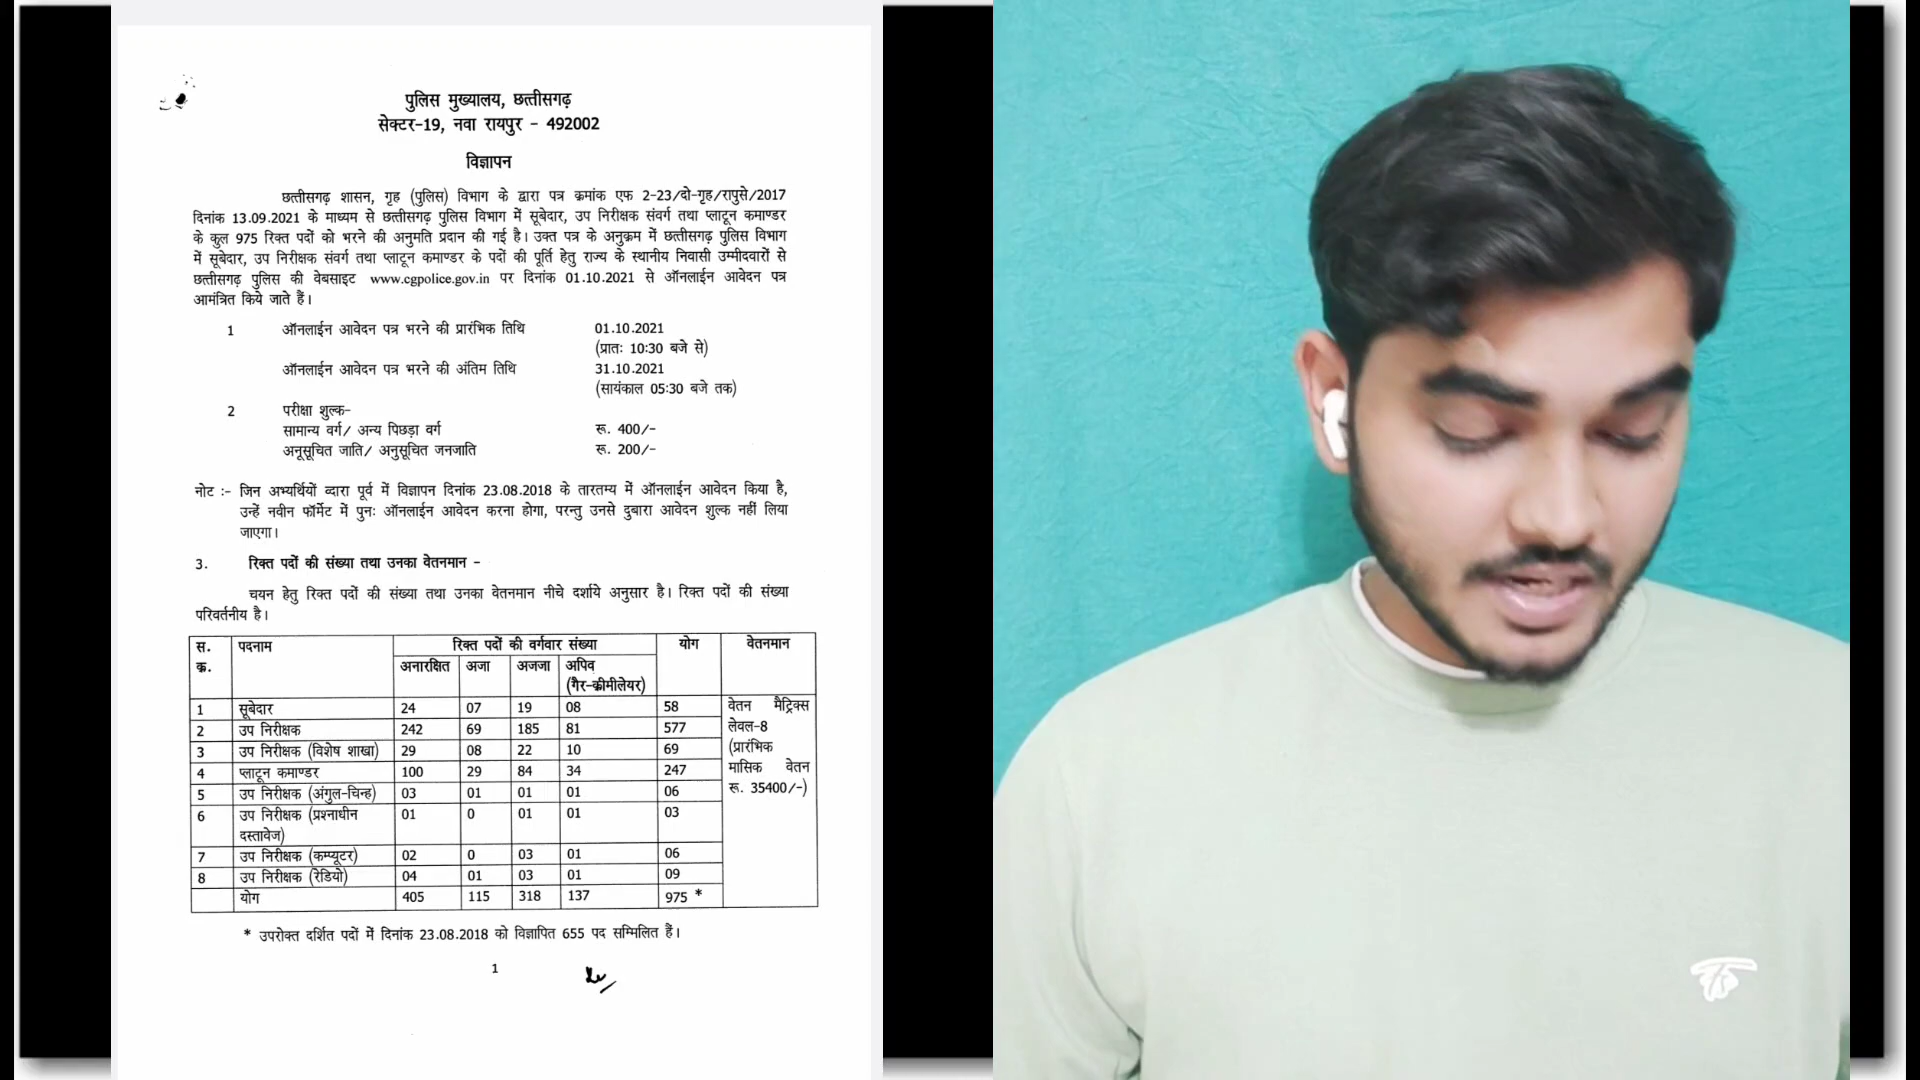 पुलिस मुख्यालय, छत्तीसगढ़
सेक्टर-19, नवा रायपुर - 492002
विज्ञापन
छत्तीसगढ़ शासन, गृह (पुलिस) विभाग के द्वारा पत्र क्रमांक एफ 2-23/दो-गृह/रापुसे/2017
दिनांक 13.09.2021 के माध्यम से छत्तीसगढ़ पुलिस विभाग में सूबेदार, उप निरीक्षक संवर्ग तथा प्लाटून कमाण्डर
के कुल 975 रिक्त पदों को भरने की अनुमति प्रदान की गई है। उक्त पत्र के अनुक्रम में छत्तीसगढ़ पुलिस विभाग
में सूबेदार, उप निरीक्षक संवर्ग तथा प्लाटून कमाण्डर के पदों की पूर्ति हेतु राज्य के स्थानीय निवासी उम्मीदवारों से
छत्तीसगढ़ पुलिस की वेबसाइट www.cgpolice.gov.in पर दिनांक 01.10.2021 से ऑनलाईन आवेदन पत्र
आमंत्रित किये जाते हैं।
1 ऑनलाईन आवेदन पत्र भरने की प्रारंभिक तिथि 01.10.2021
(प्रातः 10:30 बजे से)
ऑनलाईन आवेदन पत्र भरने की अंतिम तिथि 31.10.2021
(सायंकाल 05:30 बजे तक)
2 परीक्षा शुल्क-
सामान्य वर्ग/ अन्य पिछड़ा वर्ग रू. 400/-
अनूसूचित जाति/ अनुसूचित जनजाति रू. 200/-
नोट :- जिन अभ्यर्थियों व्दारा पूर्व में विज्ञापन दिनांक 23.08.2018 के तारतम्य में ऑनलाईन आवेदन किया है,
उन्हें नवीन फॉर्मेट में पुनः ऑनलाईन आवेदन करना होगा, परन्तु उनसे दुबारा आवेदन शुल्क नहीं लिया
जाएगा।
3. रिक्त पदों की संख्या तथा उनका वेतनमान -
चयन हेतु रिक्त पदों की संख्या तथा उनका वेतनमान नीचे दर्शाये अनुसार है। रिक्त पदों की संख्या
परिवर्तनीय है।
स. पदनाम रिक्त पदों की वर्गवार संख्या योग वेतनमान
क्र. अनारक्षित अजा अजजा अपिव
(गैर-क्रीमीलेयर)
1 सूबेदार 24 07 19 08 58 वेतन मैट्रिक्स
2 उप निरीक्षक 242 69 185 81 577 लेवल-8
3 उप निरीक्षक (विशेष शाखा) 29 08 22 10 69 (प्रारंभिक
4 प्लाटून कमाण्डर 100 29 84 34 247 मासिक वेतन
5 उप निरीक्षक (अंगुल-चिन्ह) 03 01 01 01 06 रू. 35400/-)
6 उप निरीक्षक (प्रश्नाधीन 01 0 01 01 03
दस्तावेज)
7 उप निरीक्षक (कम्प्यूटर) 02 0 03 01 06
8 उप निरीक्षक (रेडियो) 04 01 03 01 09
योग 405 115 318 137 975 *
* उपरोक्त दर्शित पदों में दिनांक 23.08.2018 को विज्ञापित 655 पद सम्मिलित हैं।
1